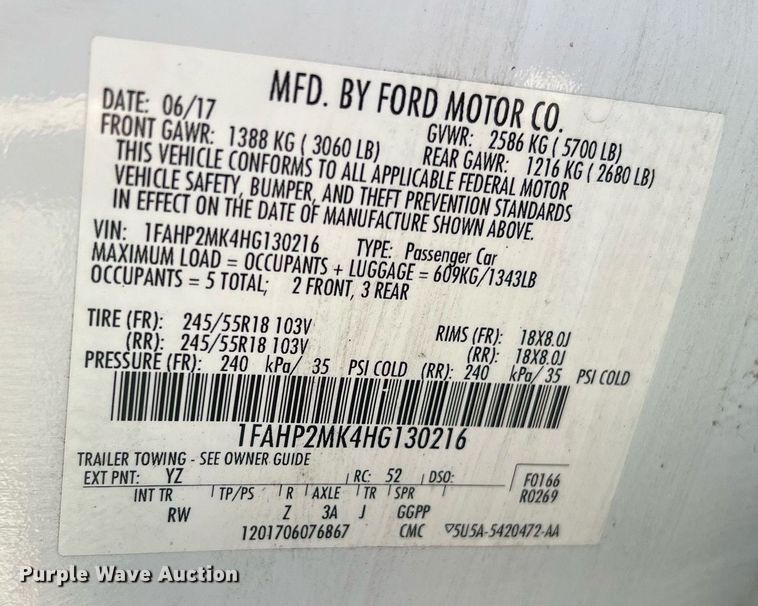 MFD. BY FORD MOTOR CO.
DATE: 06/17 GVWR: 2586 KG ( 5700 LB)
FRONT GAWR: 1388 KG ( 3060 LB) REAR GAWR: 1216 KG ( 2680 LB)
THIS VEHICLE CONFORMS TO ALL APPLICABLE FEDERAL MOTOR
VEHICLE SAFETY, BUMPER, AND THEFT PREVENTION STANDARDS
IN EFFECT ON THE DATE OF MANUFACTURE SHOWN ABOVE.
VIN: 1FAHP2MK4HG130216 TYPE: Passenger Car
MAXIMUM LOAD = OCCUPANTS + LUGGAGE = 609KG/1343LB
OCCUPANTS = 5 TOTAL; 2 FRONT, 3 REAR
TIRE (FR): 245/55R18 103V RIMS (FR): 18X8.0J
(RR): 245/55R18 103V (RR): 18X8.0J
PRESSURE (FR): 240 kPa/ 35 PSI COLD (RR): 240 kPa/ 35 PSI COLD
1FAHP2MK4HG130216
TRAILER TOWING - SEE OWNER GUIDE
EXT PNT: YZ RC: 52 DSO: F0166
INT TR TP/PS R AXLE TR SPR R0269
RW Z 3A J GGPP
1201706076867 CMC ▽5U5A-5420472-AA
Purple Wave Auction